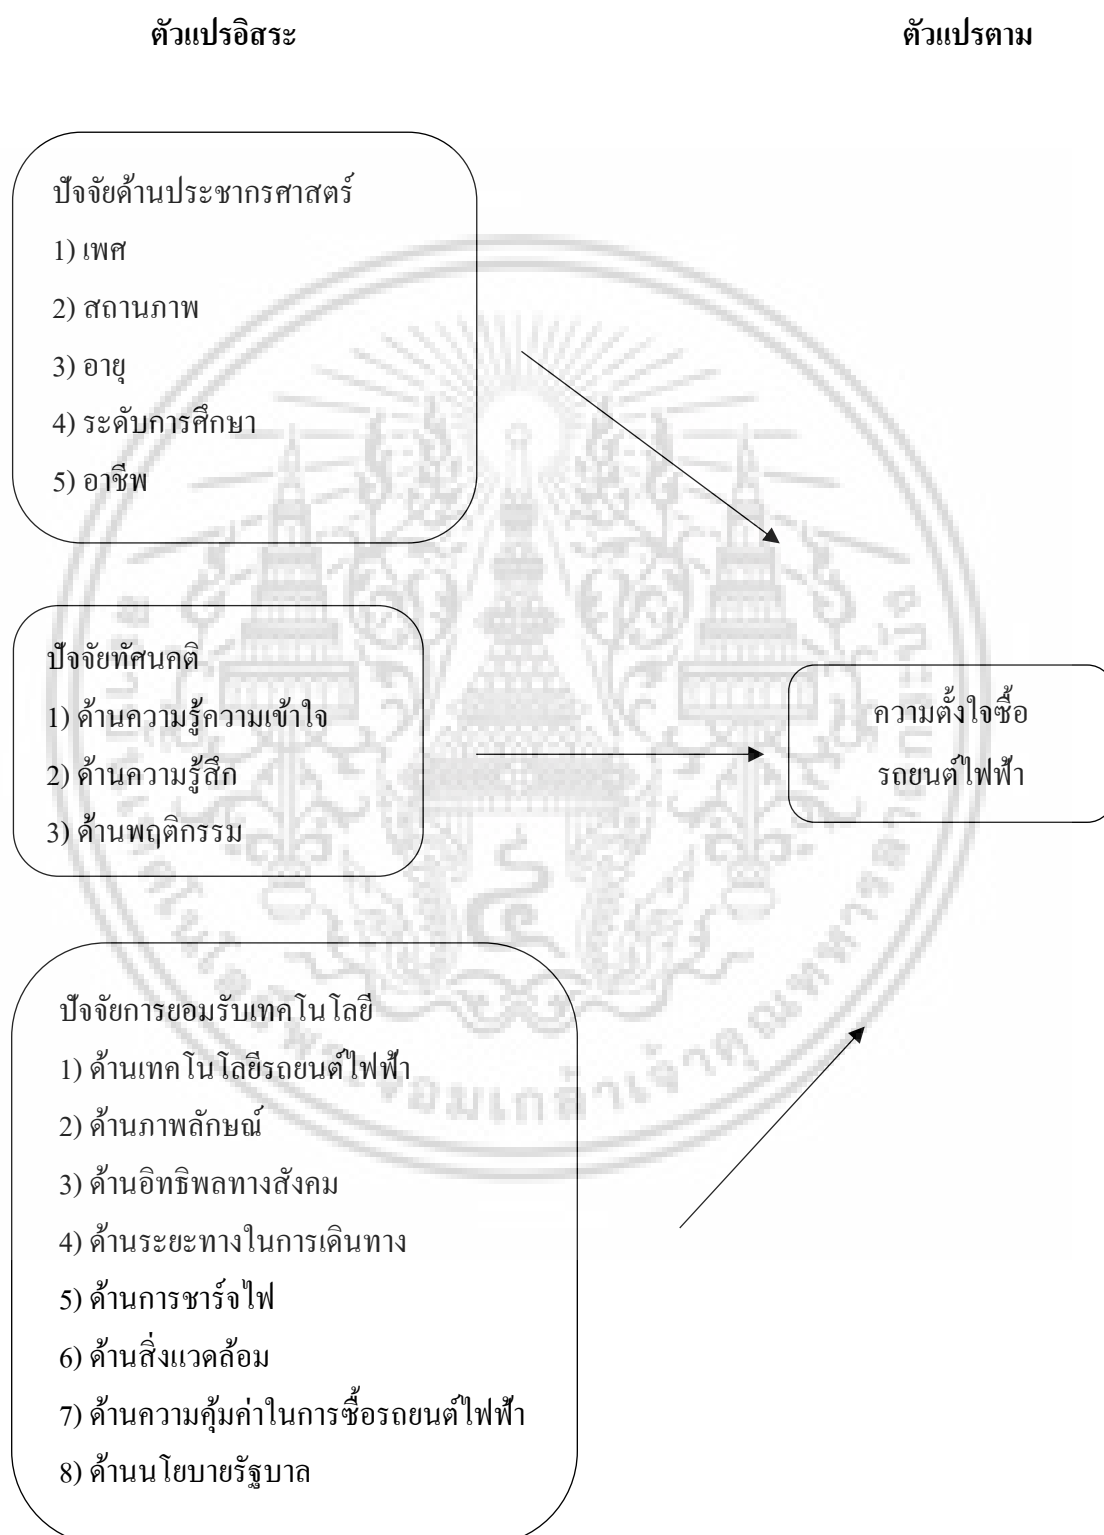 ตัวแปรอิสระ
ตัวแปรตาม
ปัจจัยด้านประชากรศาสตร์
1) เพศ
2) สถานภาพ
3) อายุ
4) ระดับการศึกษา
5) อาชีพ
ปัจจัยทัศนคติ
1) ด้านความรู้ความเข้าใจ
2) ด้านความรู้สึก
3) ด้านพฤติกรรม
ความตั้งใจซื้อ
รถยนต์ไฟฟ้า
ปัจจัยการยอมรับเทคโนโลยี
1) ด้านเทคโนโลยีรถยนต์ไฟฟ้า
2) ด้านภาพลักษณ์
3) ด้านอิทธิพลทางสังคม
4) ด้านระยะทางในการเดินทาง
5) ด้านการชาร์จไฟ
6) ด้านสิ่งแวดล้อม
7) ด้านความคุ้มค่าในการซื้อรถยนต์ไฟฟ้า
8) ด้านนโยบายรัฐบาล